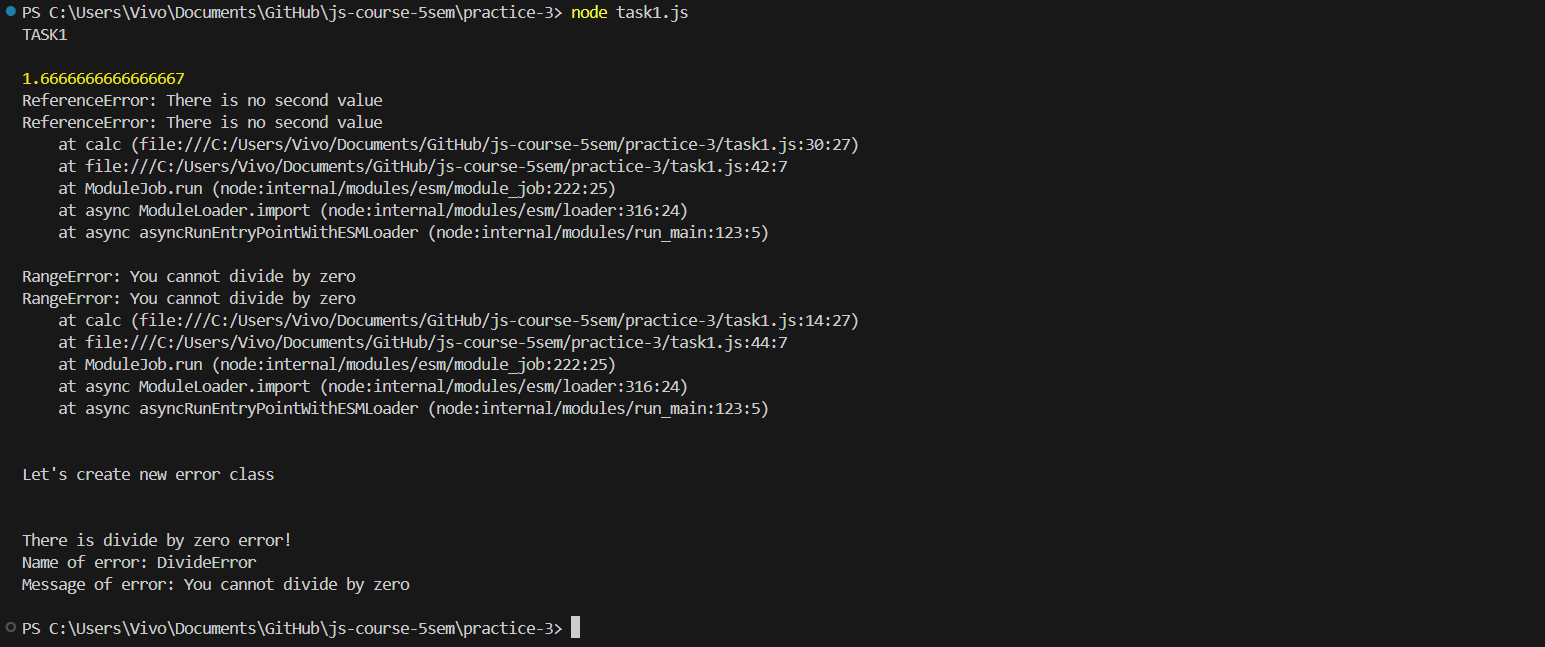 PS C:\Users\Vivo\Documents\GitHub\js-course-5sem\practice-3> node task1.js
TASK1
1.6666666666666667
ReferenceError: There is no second value
ReferenceError: There is no second value
    at calc (file:///C:/Users/Vivo/Documents/GitHub/js-course-5sem/practice-3/task1.js:30:27)
    at file:///C:/Users/Vivo/Documents/GitHub/js-course-5sem/practice-3/task1.js:42:7
    at ModuleJob.run (node:internal/modules/esm/module_job:222:25)
    at async ModuleLoader.import (node:internal/modules/esm/loader:316:24)
    at async asyncRunEntryPointWithESMLoader (node:internal/modules/run_main:123:5)
RangeError: You cannot divide by zero
RangeError: You cannot divide by zero
    at calc (file:///C:/Users/Vivo/Documents/GitHub/js-course-5sem/practice-3/task1.js:14:27)
    at file:///C:/Users/Vivo/Documents/GitHub/js-course-5sem/practice-3/task1.js:44:7
    at ModuleJob.run (node:internal/modules/esm/module_job:222:25)
    at async ModuleLoader.import (node:internal/modules/esm/loader:316:24)
    at async asyncRunEntryPointWithESMLoader (node:internal/modules/run_main:123:5)
Let's create new error class
There is divide by zero error!
Name of error: DivideError
Message of error: You cannot divide by zero
PS C:\Users\Vivo\Documents\GitHub\js-course-5sem\practice-3>